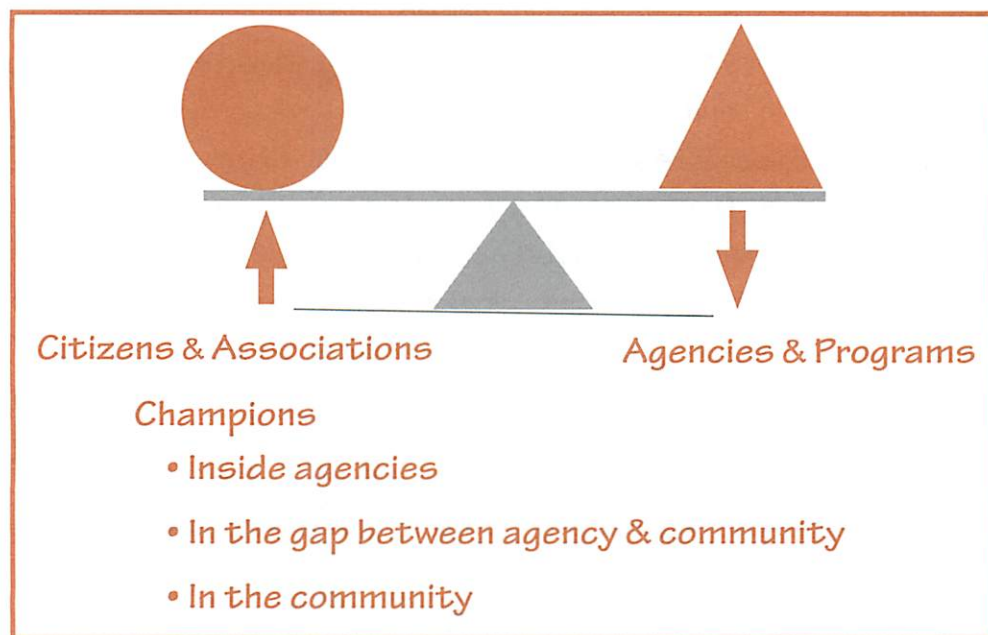 Citizens & Associations
Agencies & Programs
Champions
• Inside agencies
• In the gap between agency & community
• In the community